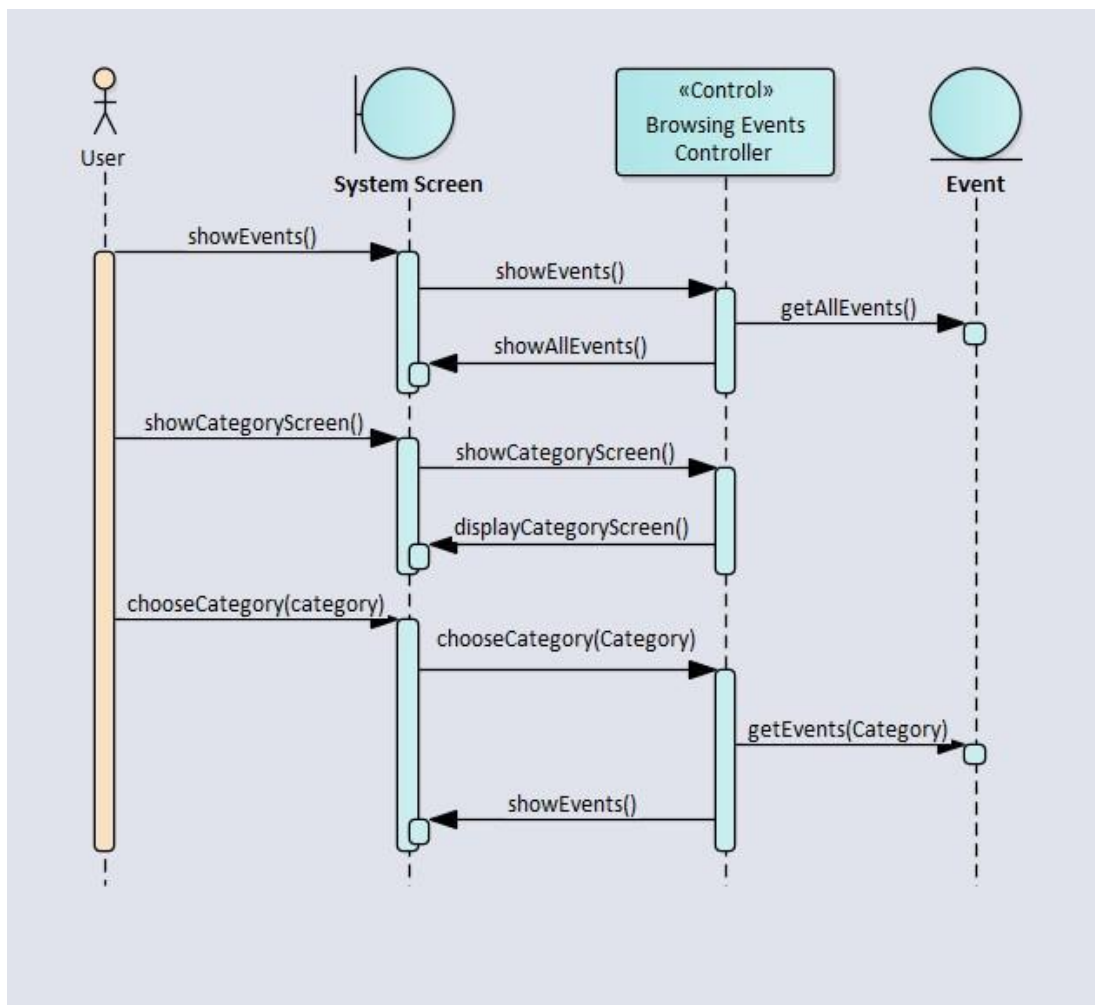 «Control»
Browsing Events
Controller
User
System Screen
Event
showEvents()
showEvents()
getAllEvents()
showAllEvents()
showCategoryScreen()
showCategoryScreen()
displayCategoryScreen()
chooseCategory(category)
chooseCategory(Category)
getEvents(Category)
showEvents()